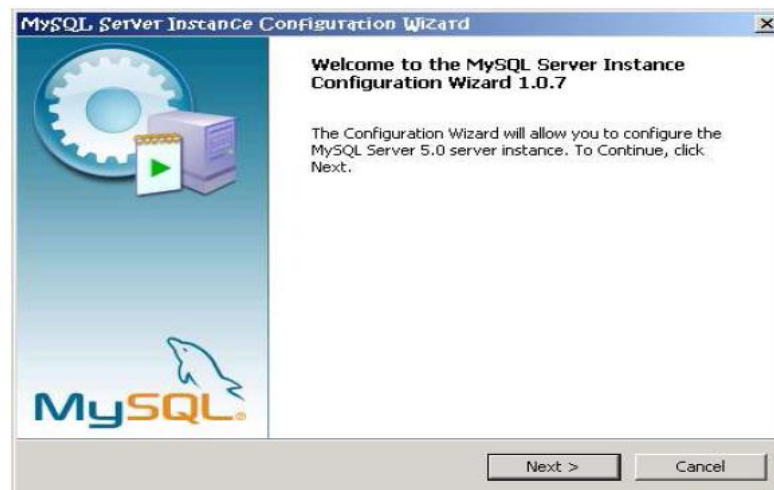 MySQL Server Instance Configuration Wizard
Welcome to the MySQL Server Instance
Configuration Wizard 1.0.7
The Configuration Wizard will allow you to configure the
MySQL Server 5.0 server instance. To Continue, click
Next.
MySQL®
Next >
Cancel